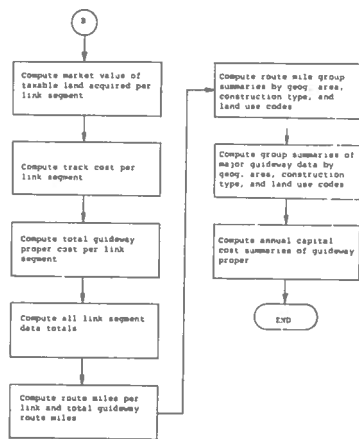 B
Compute market value of
taxable land acquired per
link segment
Compute track cost per
link segment
Compute total guideway
proper cost per link
segment
Compute all link segment
data totals
Compute route miles per
link and total guideway
route miles
Compute route mile group
summaries by geog. area,
construction type, and
land use codes
Compute group summaries of
major guideway data by
geog. area, construction
type, and land use codes
Compute annual capital
cost summaries of guideway
proper
END